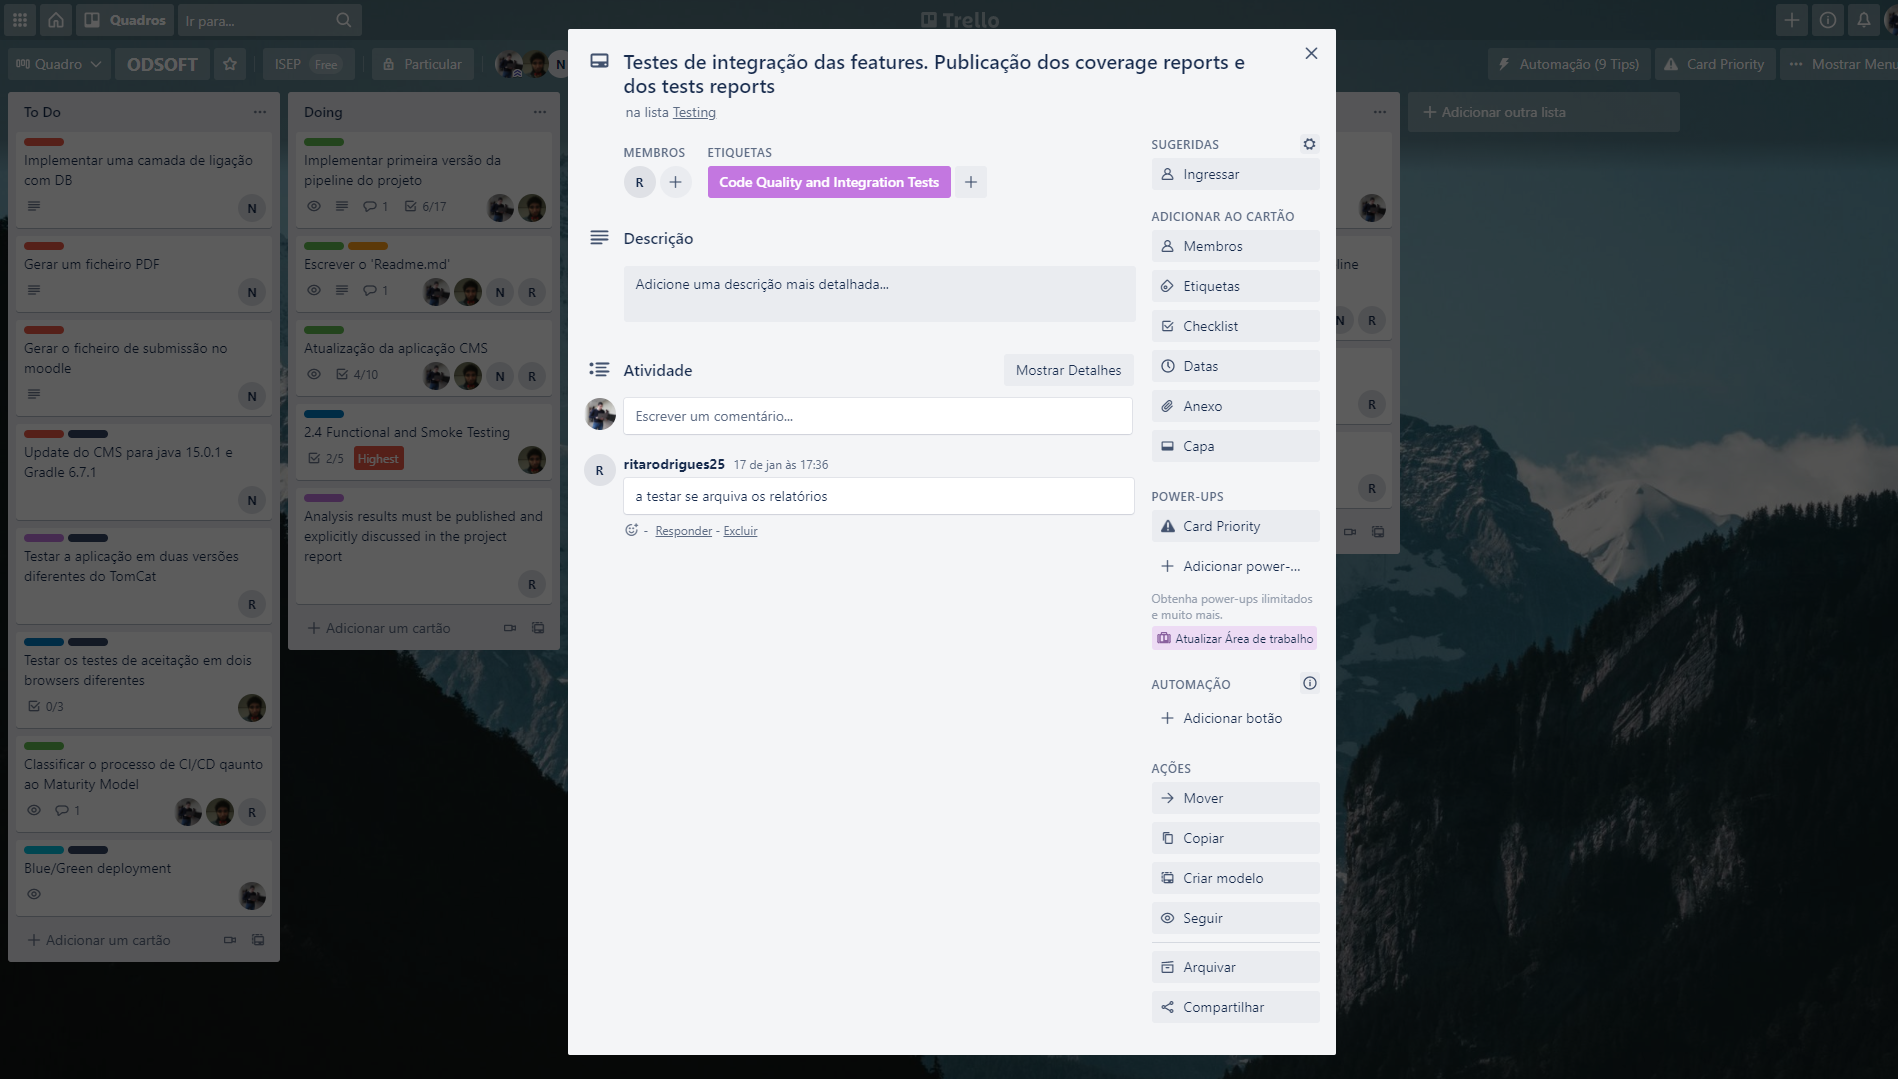 Quadros
Ir para...
Trello
Quadro
ODSOFT
ISEP Free
Particular
N
Automação (9 Tips)
Card Priority
Mostrar Menu
To Do
Implementar uma camada de ligação
com DB
N
Gerar um ficheiro PDF
N
Gerar o ficheiro de submissão no
moodle
N
Update do CMS para java 15.0.1 e
Gradle 6.7.1
N
Testar a aplicação em duas versões
diferentes do TomCat
R
Testar os testes de aceitação em dois
browsers diferentes
0/3
Classificar o processo de CI/CD qaunto
ao Maturity Model
1
R
Blue/Green deployment
Adicionar um cartão
Doing
Implementar primeira versão da
pipeline do projeto
1 6/17
Escrever o 'Readme.md'
1
N R
Atualização da aplicação CMS
4/10
N R
2.4 Functional and Smoke Testing
2/5 Highest
Analysis results must be published and
explicitly discussed in the project
report
R
Adicionar um cartão
Testes de integração das features. Publicação dos coverage reports e
dos tests reports
na lista Testing
MEMBROS
R
ETIQUETAS
Code Quality and Integration Tests
Descrição
Adicione uma descrição mais detalhada...
Atividade
Mostrar Detalhes
Escrever um comentário...
R
ritarodrigues25 17 de jan às 17:36
a testar se arquiva os relatórios
- Responder - Excluir
SUGERIDAS
Ingressar
ADICIONAR AO CARTÃO
Membros
Etiquetas
Checklist
Datas
Anexo
Capa
POWER-UPS
Card Priority
Adicionar power-...
Obtenha power-ups ilimitados
e muito mais.
Atualizar Área de trabalho
AUTOMAÇÃO
Adicionar botão
AÇÕES
Mover
Copiar
Criar modelo
Seguir
Arquivar
Compartilhar
line
N R
R
R
Adicionar outra lista